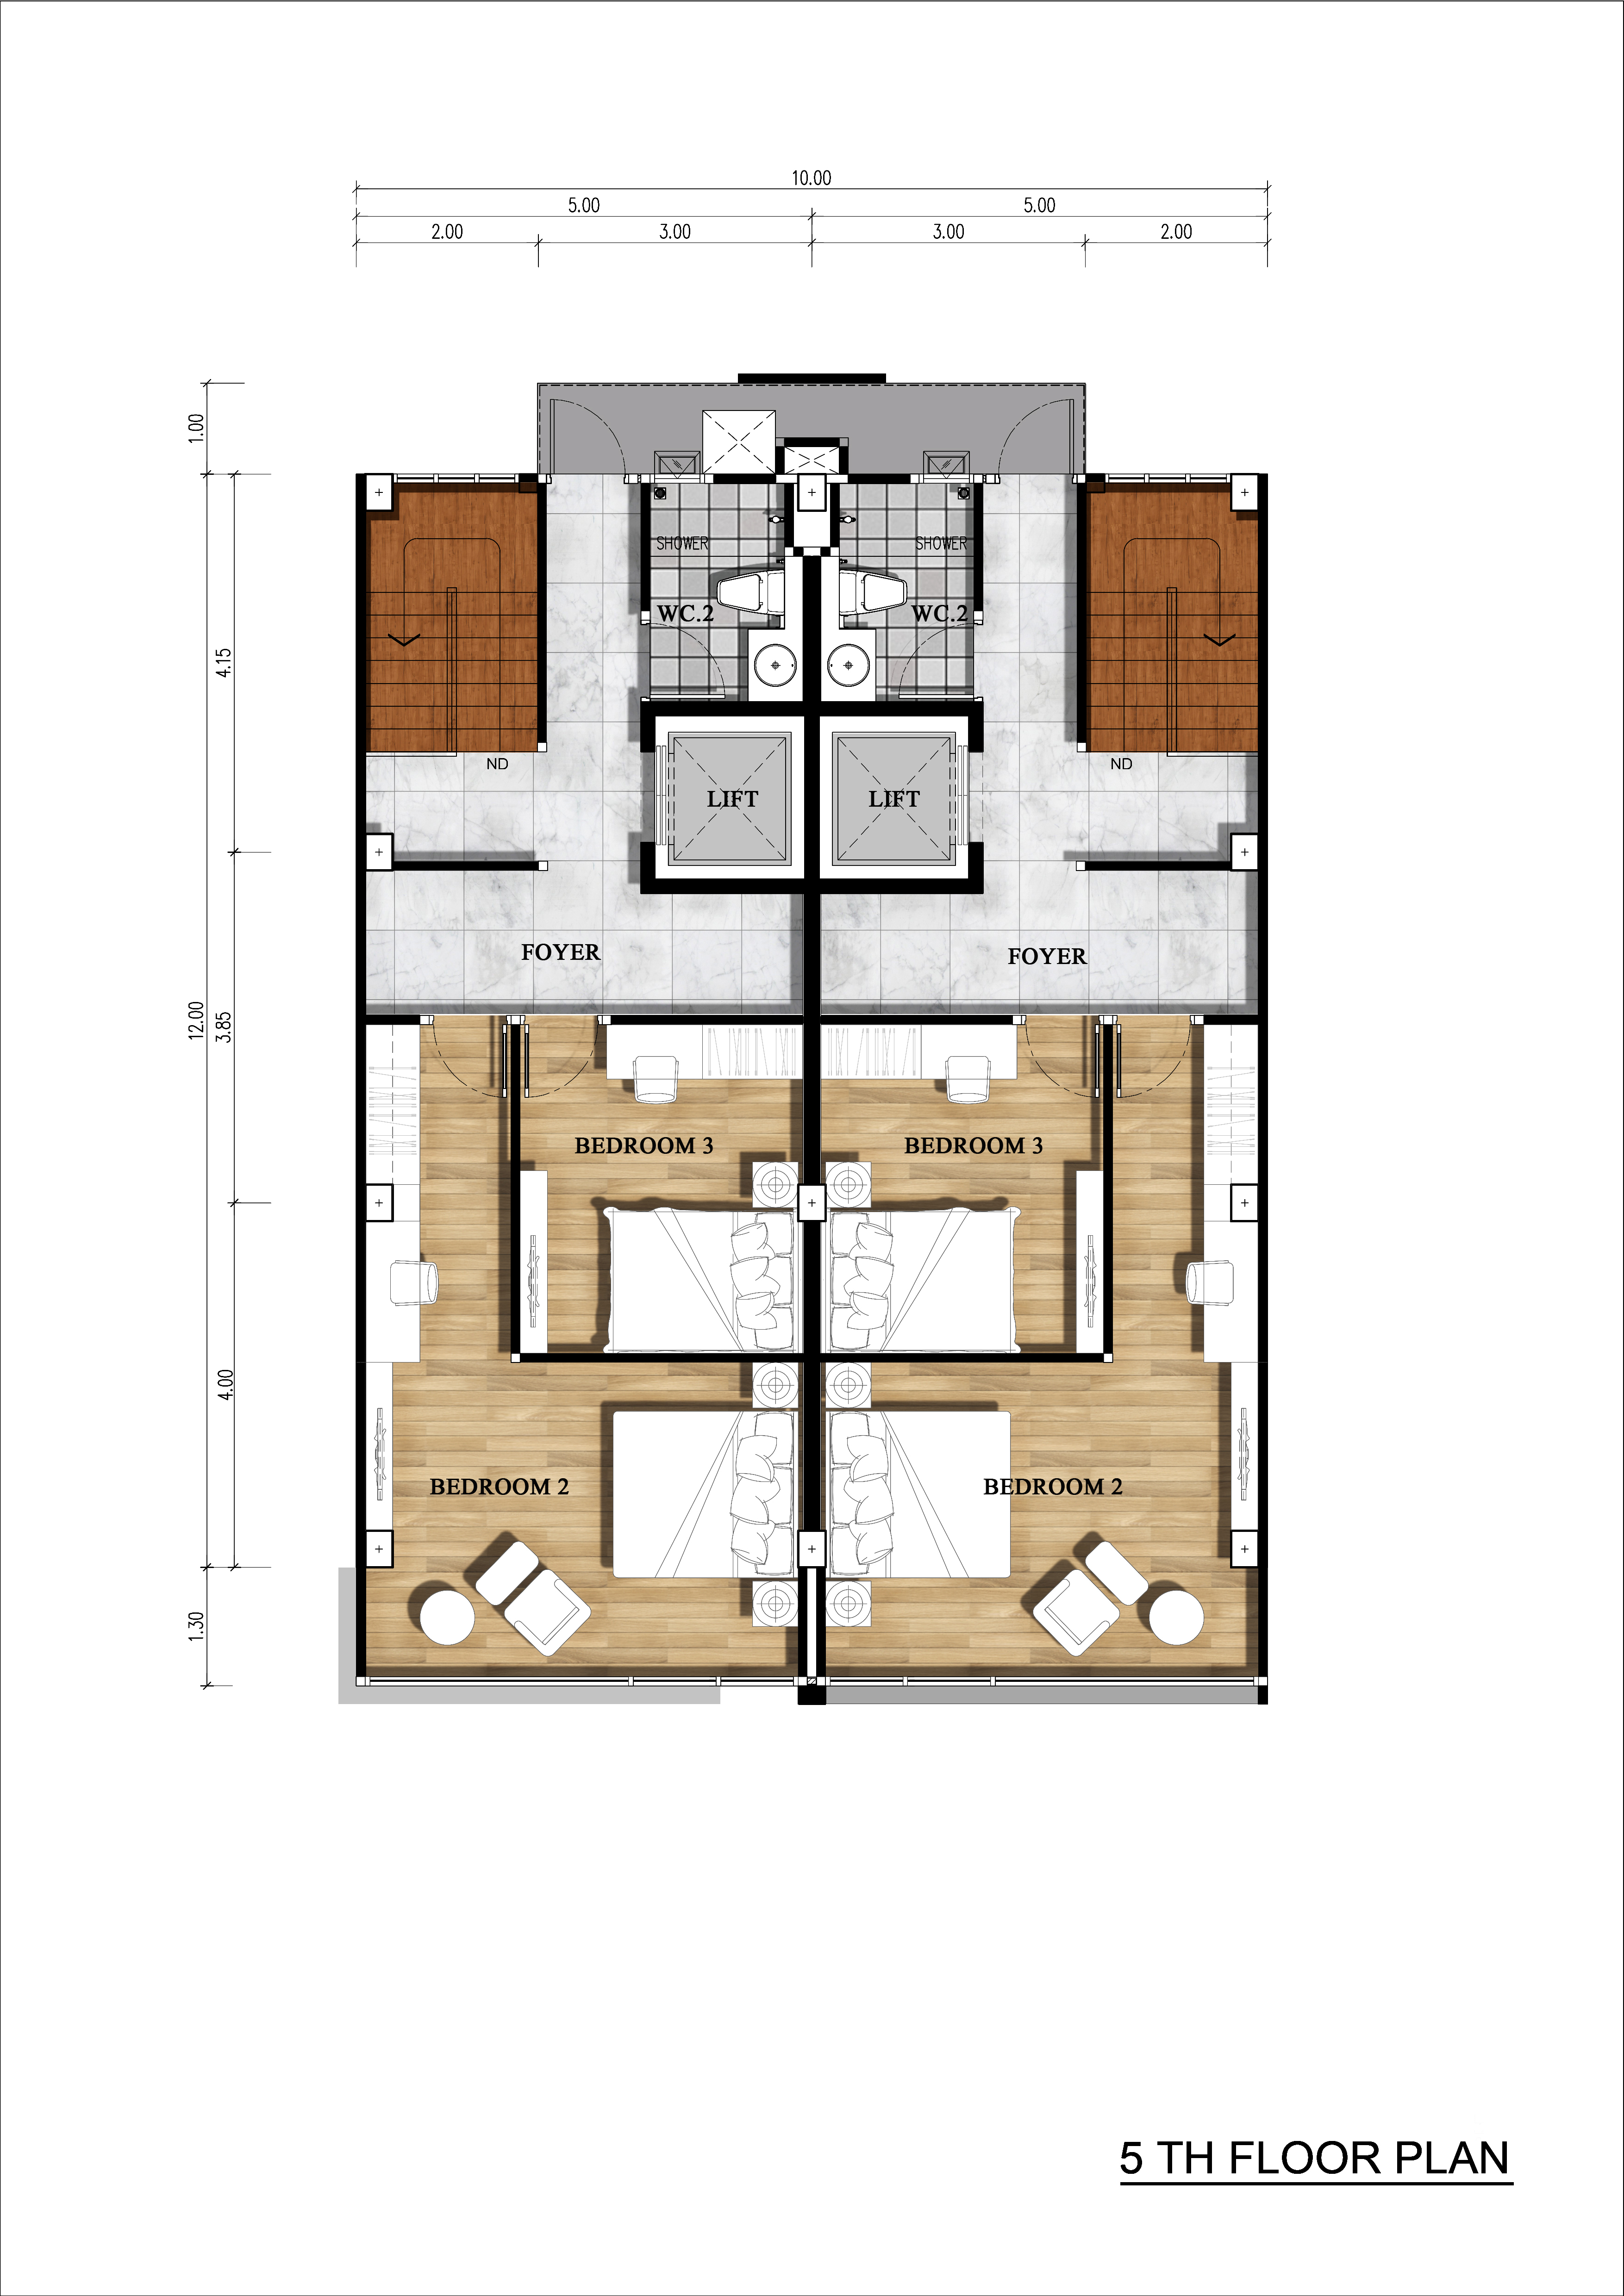 10.00
5.00 5.00
2.00 3.00 3.00 2.00
1.00
4.15
12.00
3.85
4.00
1.30
SHOWER SHOWER
WC.2 WC.2
ND ND
LIFT LIFT
FOYER FOYER
BEDROOM 3 BEDROOM 3
BEDROOM 2 BEDROOM 2
5 TH FLOOR PLAN